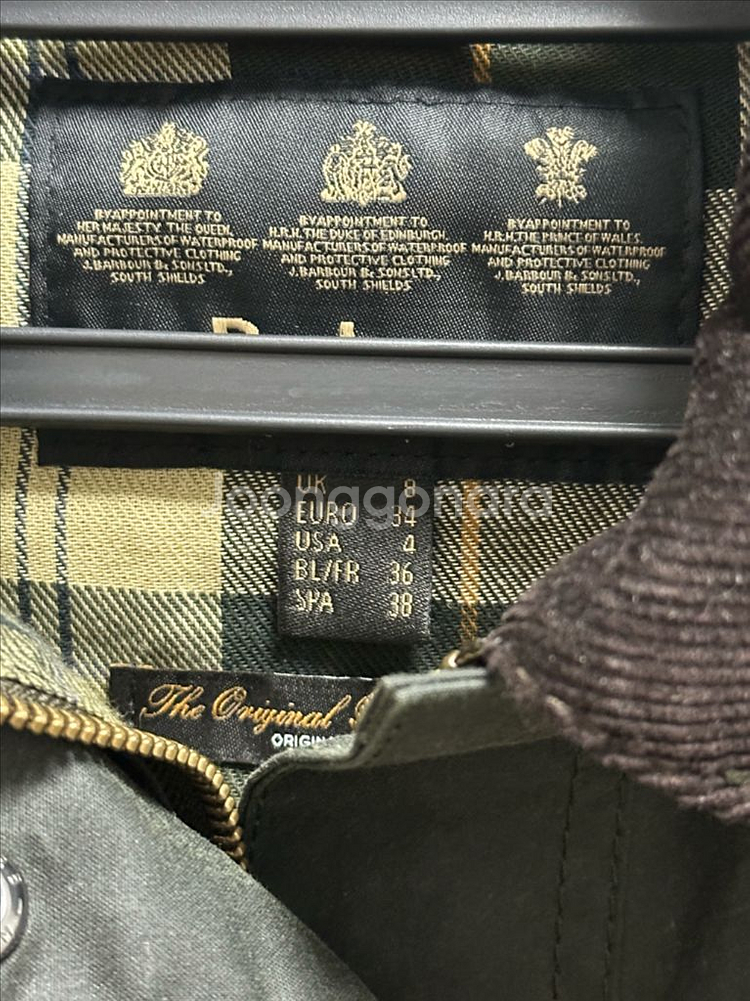 BY APPOINTMENT TO
HER MAJESTY THE QUEEN,
MANUFACTURERS OF WATERPROOF
AND PROTECTIVE CLOTHING
J. BARBOUR & SONS LTD.,
SOUTH SHIELDS
BY APPOINTMENT TO
H.R.H. THE DUKE OF EDINBURGH,
MANUFACTURERS OF WATERPROOF
AND PROTECTIVE CLOTHING
J. BARBOUR & SONS LTD.,
SOUTH SHIELDS
BY APPOINTMENT TO
H.R.H. THE PRINCE OF WALES,
MANUFACTURERS OF WATERPROOF
AND PROTECTIVE CLOTHING
J. BARBOUR & SONS LTD.,
SOUTH SHIELDS
UK 8
EURO 34
USA 4
BL/FR 36
SPA 38
Joonggonara
The Original